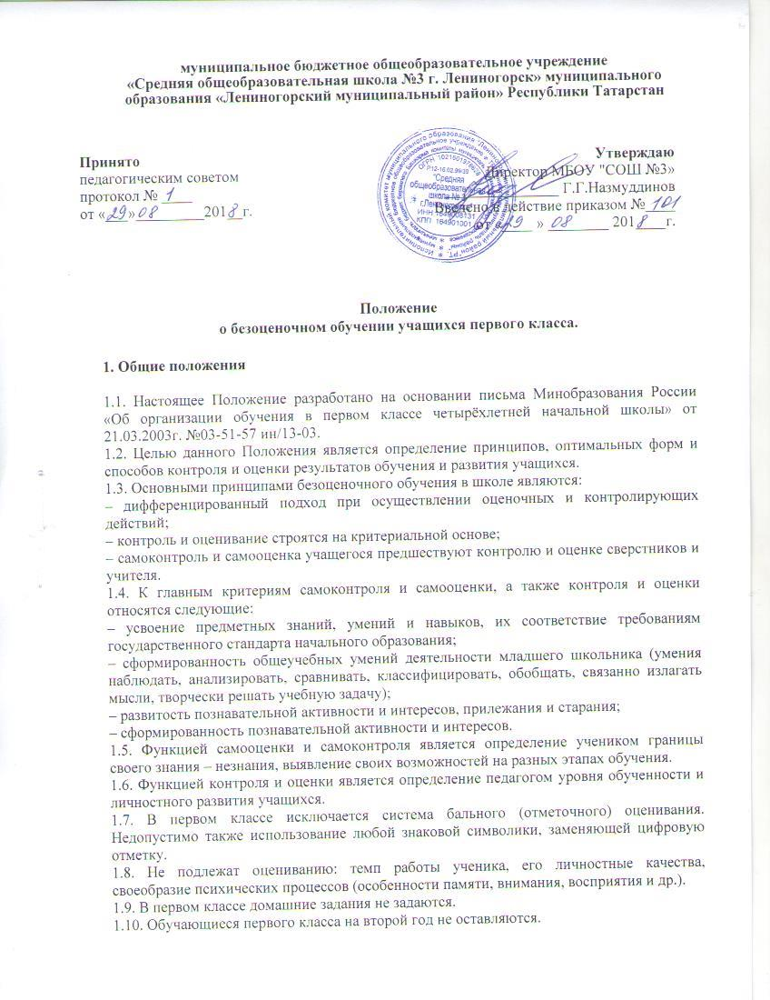 муниципальное бюджетное общеобразовательное учреждение
«Средняя общеобразовательная школа №3 г. Лениногорск» муниципального
образования «Лениногорский муниципальный район» Республики Татарстан
Принято
педагогическим советом
протокол № 1
от «29» 08 2018 г.
Утверждаю
Директор МБОУ "СОШ №3»
Г.Г.Назмуддинов
Введено в действие приказом № 101
от «29 » 08 2018 г.
ОГРН
"Средняя
общеобразовательная
школа №3
ИНН 1649008131
КПП 164901001
Положение
о безоценочном обучении учащихся первого класса.
1. Общие положения
1.1. Настоящее Положение разработано на основании письма Минобразования России
«Об организации обучения в первом классе четырёхлетней начальной школы» от
21.03.2003г. №03-51-57 ин/13-03.
1.2. Целью данного Положения является определение принципов, оптимальных форм и
способов контроля и оценки результатов обучения и развития учащихся.
1.3. Основными принципами безоценочного обучения в школе являются:
– дифференцированный подход при осуществлении оценочных и контролирующих
действий;
– контроль и оценивание строятся на критериальной основе;
– самоконтроль и самооценка учащегося предшествуют контролю и оценке сверстников и
учителя.
1.4. К главным критериям самоконтроля и самооценки, а также контроля и оценки
относятся следующие:
– усвоение предметных знаний, умений и навыков, их соответствие требованиям
государственного стандарта начального образования;
– сформированность общеучебных умений деятельности младшего школьника (умения
наблюдать, анализировать, сравнивать, классифицировать, обобщать, связанно излагать
мысли, творчески решать учебную задачу);
– развитость познавательной активности и интересов, прилежания и старания;
– сформированность познавательной активности и интересов.
1.5. Функцией самооценки и самоконтроля является определение учеником границы
своего знания – незнания, выявление своих возможностей на разных этапах обучения.
1.6. Функцией контроля и оценки является определение педагогом уровня обученности и
личностного развития учащихся.
1.7. В первом классе исключается система бального (отметочного) оценивания.
Недопустимо также использование любой знаковой символики, заменяющей цифровую
отметку.
1.8. Не подлежат оцениванию: темп работы ученика, его личностные качества,
своеобразие психических процессов (особенности памяти, внимания, восприятия и др.).
1.9. В первом классе домашние задания не задаются.
1.10. Обучающиеся первого класса на второй год не оставляются.